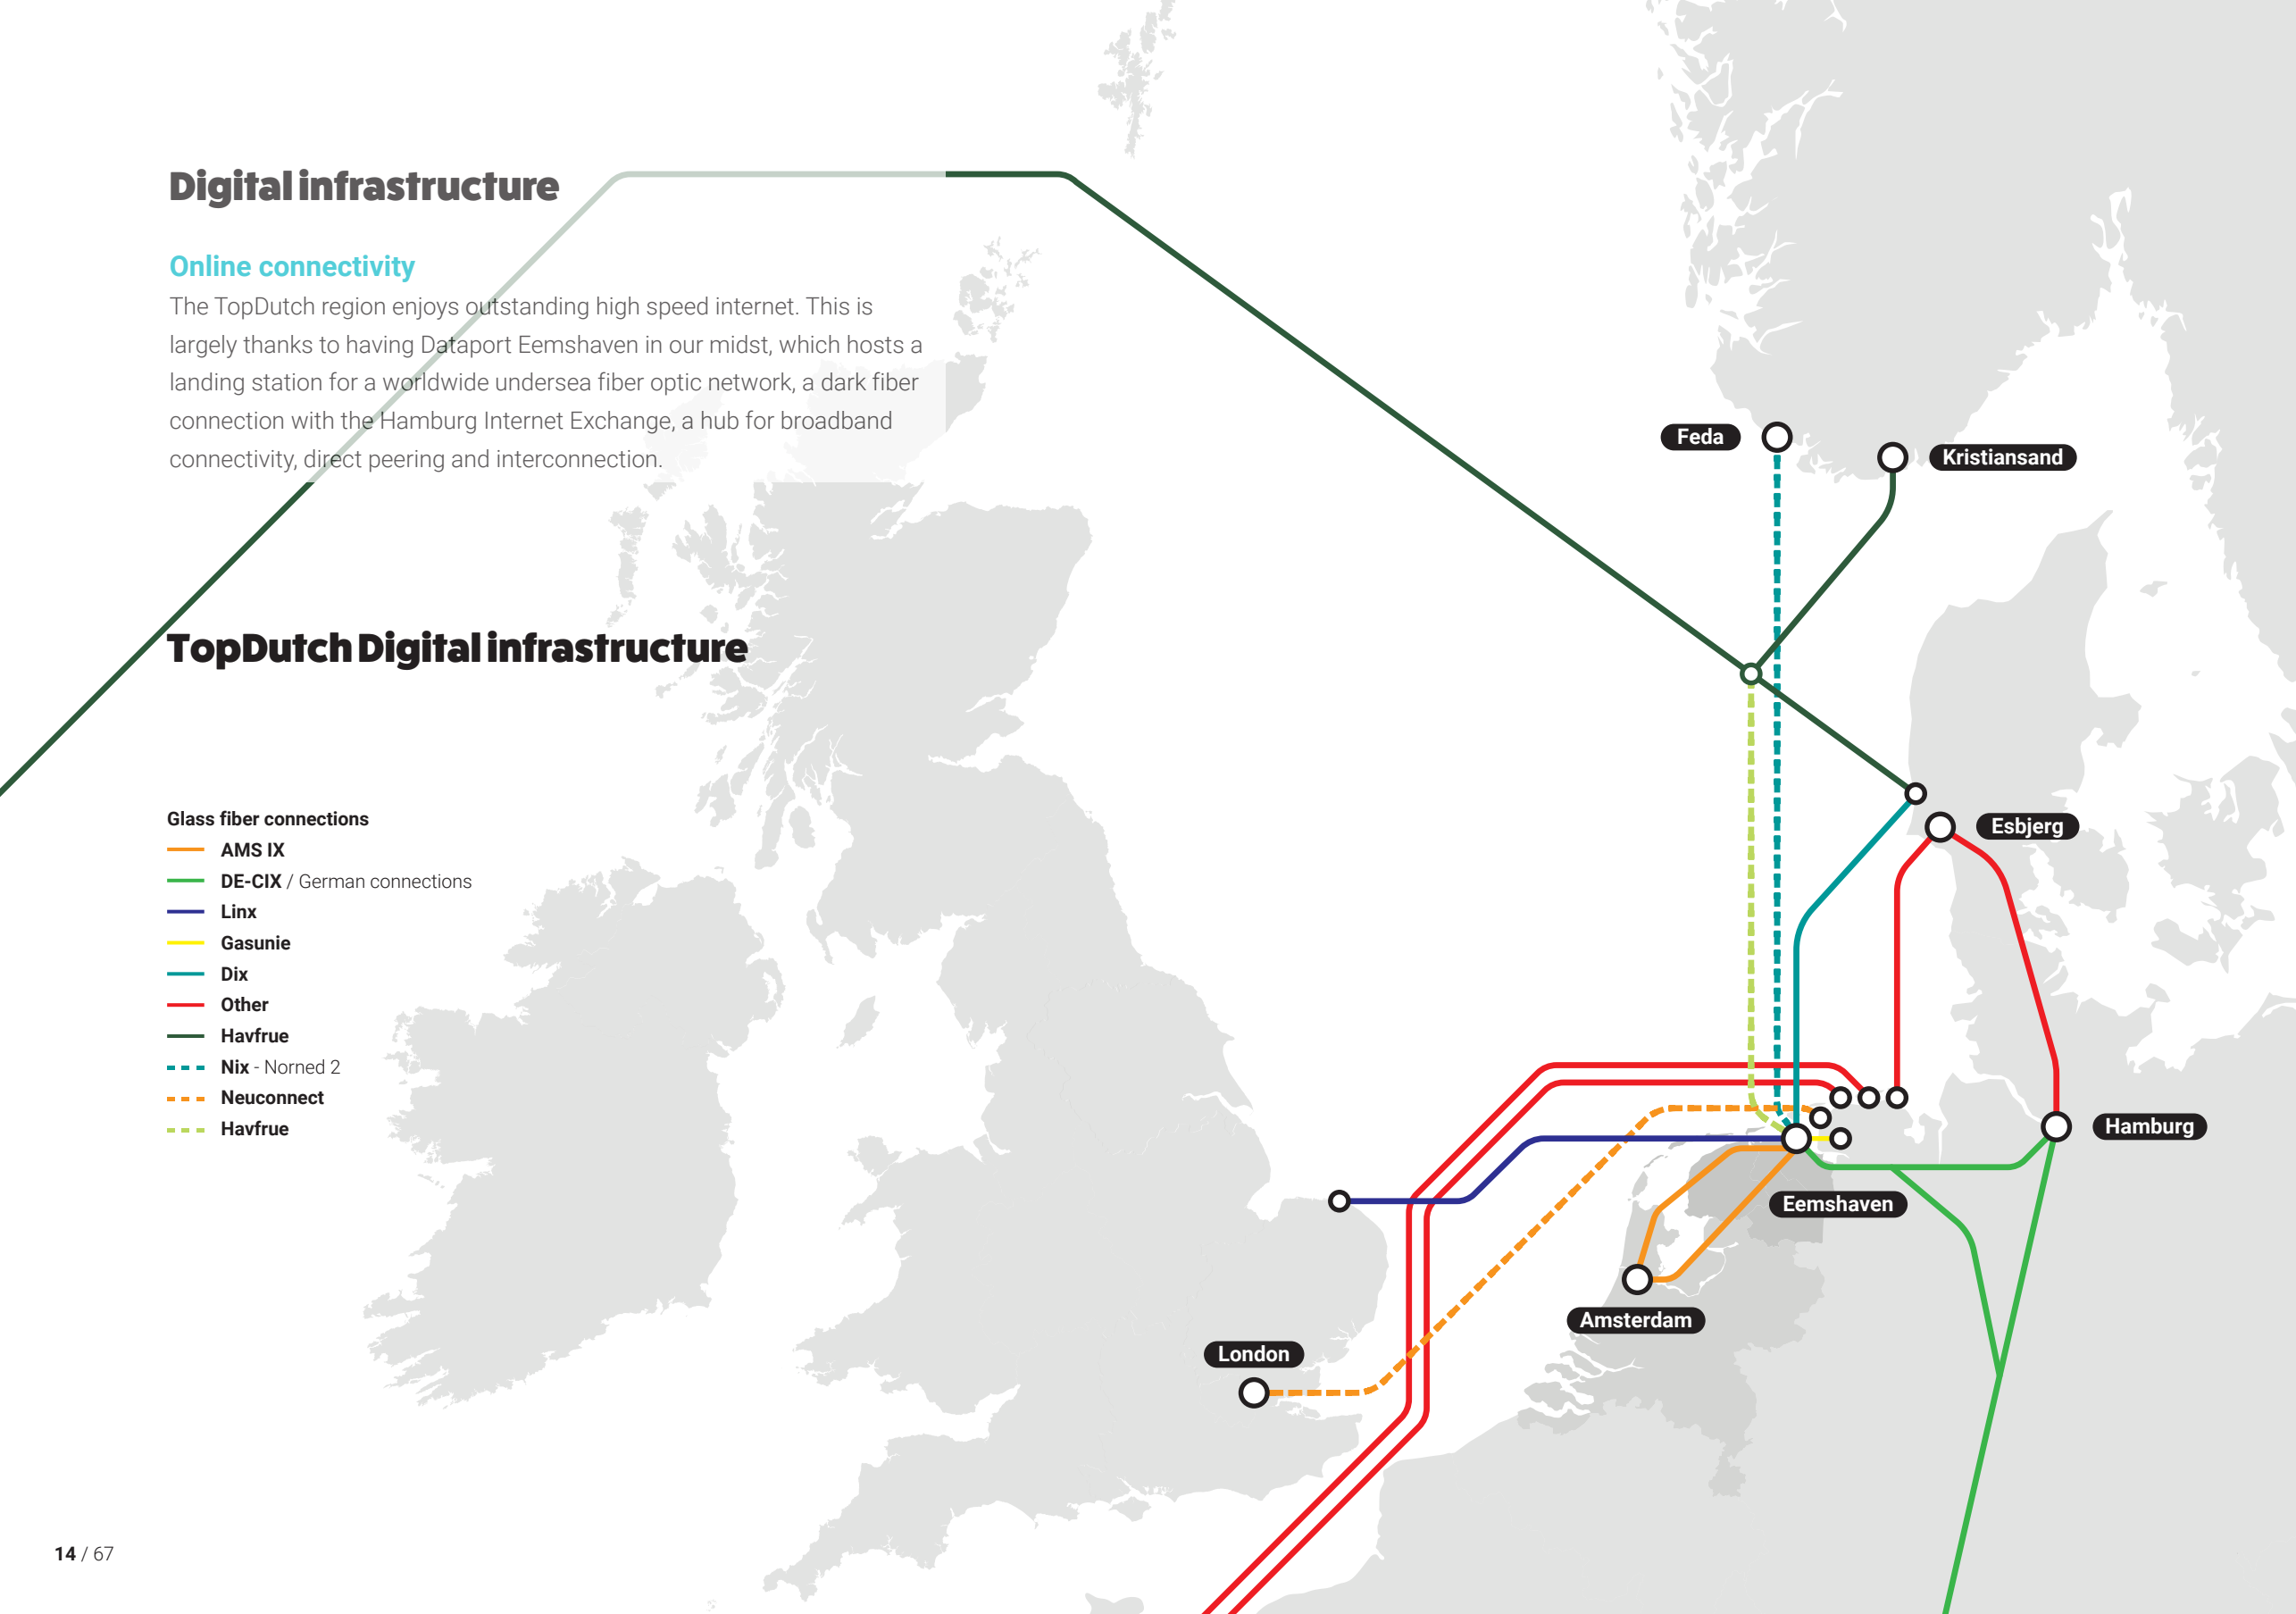 Digital infrastructure
Online connectivity
The TopDutch region enjoys outstanding high speed internet. This is
largely thanks to having Dataport Eemshaven in our midst, which hosts a
landing station for a worldwide undersea fiber optic network, a dark fiber
connection with the Hamburg Internet Exchange, a hub for broadband
connectivity, direct peering and interconnection.
TopDutch Digital infrastructure
Glass fiber connections
AMS IX
DE-CIX / German connections
Linx
Gasunie
Dix
Other
Havfrue
Nix - Norned 2
Neuconnect
Havfrue
Feda
Kristiansand
Esbjerg
Hamburg
Eemshaven
Amsterdam
London
14 / 67